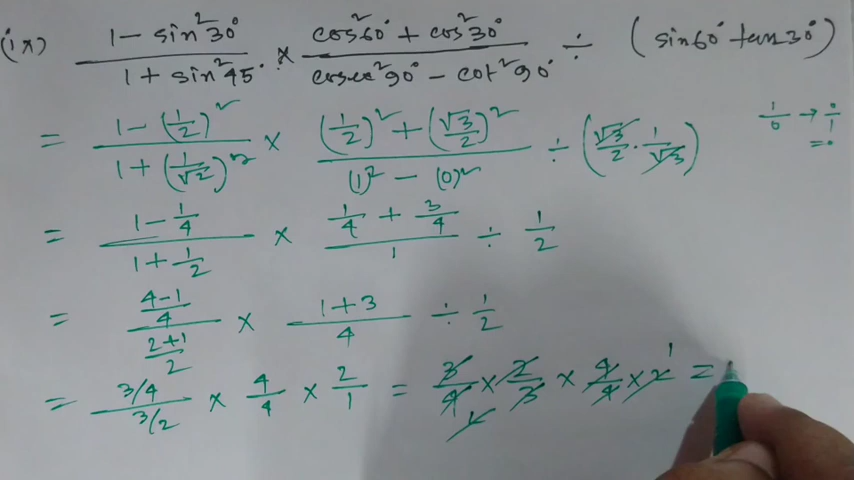 (ix) (1 - sin²30°)/(1 + sin²45°) × (cos²60° + cos²30°)/(cosec²90° - cot²90°) ÷ (sin60° tan30°)
= (1 - (1/2)²)/(1 + (1/√2)²) × ((1/2)² + (√3/2)²)/((1)² - (0)²) ÷ (√3/2 · 1/√3)
1/0 → 0/1
= 0
= (1 - 1/4)/(1 + 1/2) × (1/4 + 3/4)/1 ÷ 1/2
= ((4-1)/4)/((2+1)/2) × (1+3)/4 ÷ 1/2
= (3/4)/(3/2) × 4/4 × 2/1 = 3/4 × 2/3 × 4/4 × 2 1 =